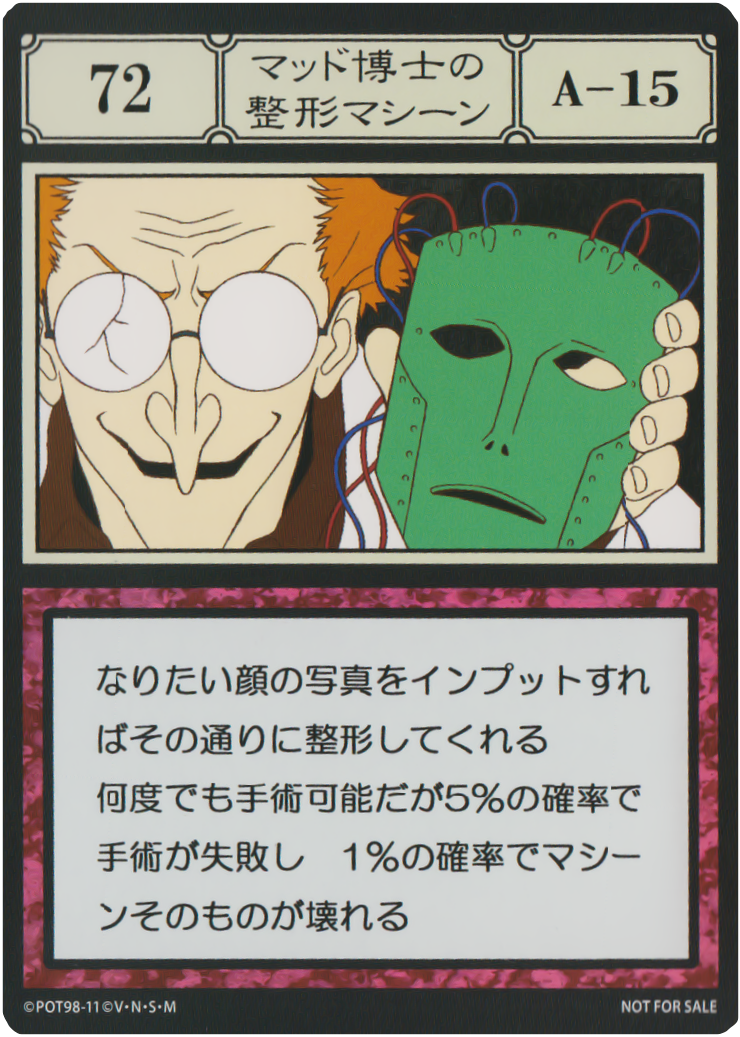 72
マッド博士の
整形マシーン
A-15
なりたい顔の写真をインプットすれ
ばその通りに整形してくれる
何度でも手術可能だが5%の確率で
手術が失敗し　1%の確率でマシー
ンそのものが壊れる
©POT98-11©V・N・S・M
NOT FOR SALE